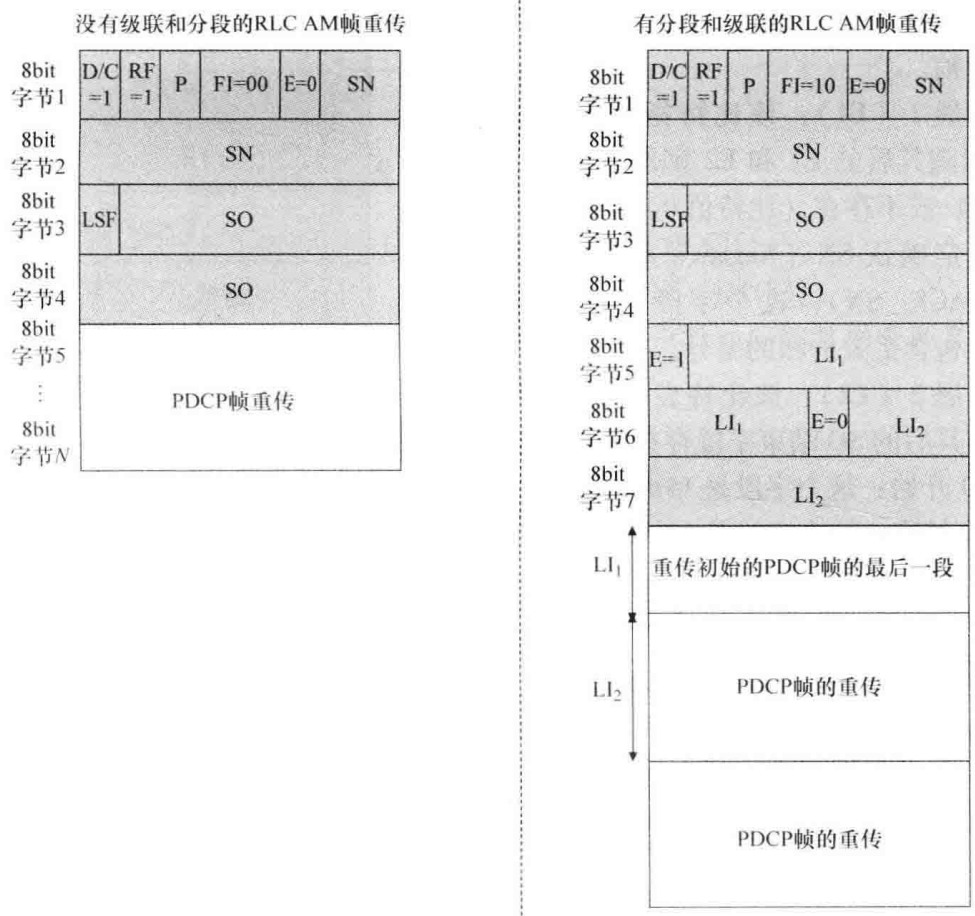 没有级联和分段的RLC AM帧重传
8bit
字节1
D/C
=1
RF
=1
P
FI=00
E=0
SN
8bit
字节2
SN
8bit
字节3
LSF
SO
8bit
字节4
SO
8bit
字节5
⋮
8bit
字节N
PDCP帧重传
有分段和级联的RLC AM帧重传
8bit
字节1
D/C
=1
RF
=1
P
FI=10
E=0
SN
8bit
字节2
SN
8bit
字节3
LSF
SO
8bit
字节4
SO
8bit
字节5
E=1
LI₁
8bit
字节6
LI₁
E=0
LI₂
8bit
字节7
LI₂
LI₁
重传初始的PDCP帧的最后一段
LI₂
PDCP帧的重传
PDCP帧的重传